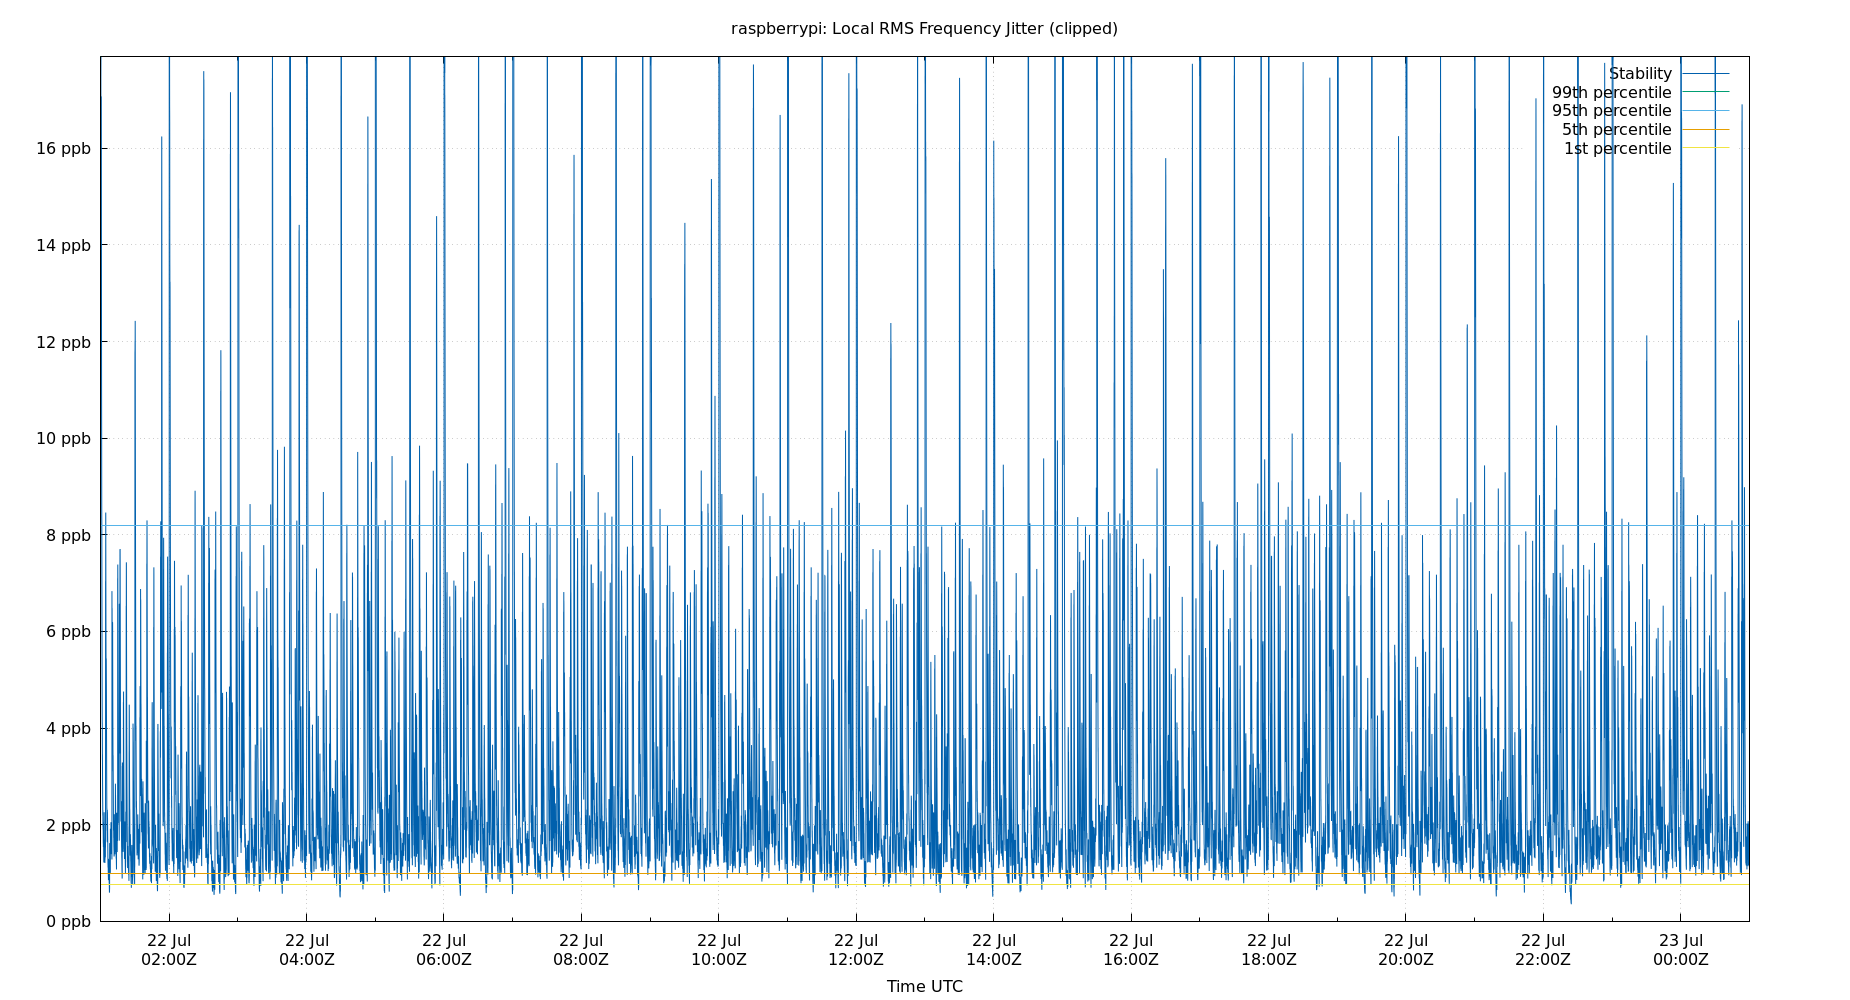 raspberrypi: Local RMS Frequency Jitter (clipped)
Stability
99th percentile
95th percentile
5th percentile
1st percentile
16 ppb
14 ppb
12 ppb
10 ppb
8 ppb
6 ppb
4 ppb
2 ppb
0 ppb
22 Jul 22 Jul 22 Jul 22 Jul 22 Jul 22 Jul 22 Jul 22 Jul 22 Jul 22 Jul 22 Jul 23 Jul
02:00Z 04:00Z 06:00Z 08:00Z 10:00Z 12:00Z 14:00Z 16:00Z 18:00Z 20:00Z 22:00Z 00:00Z
Time UTC